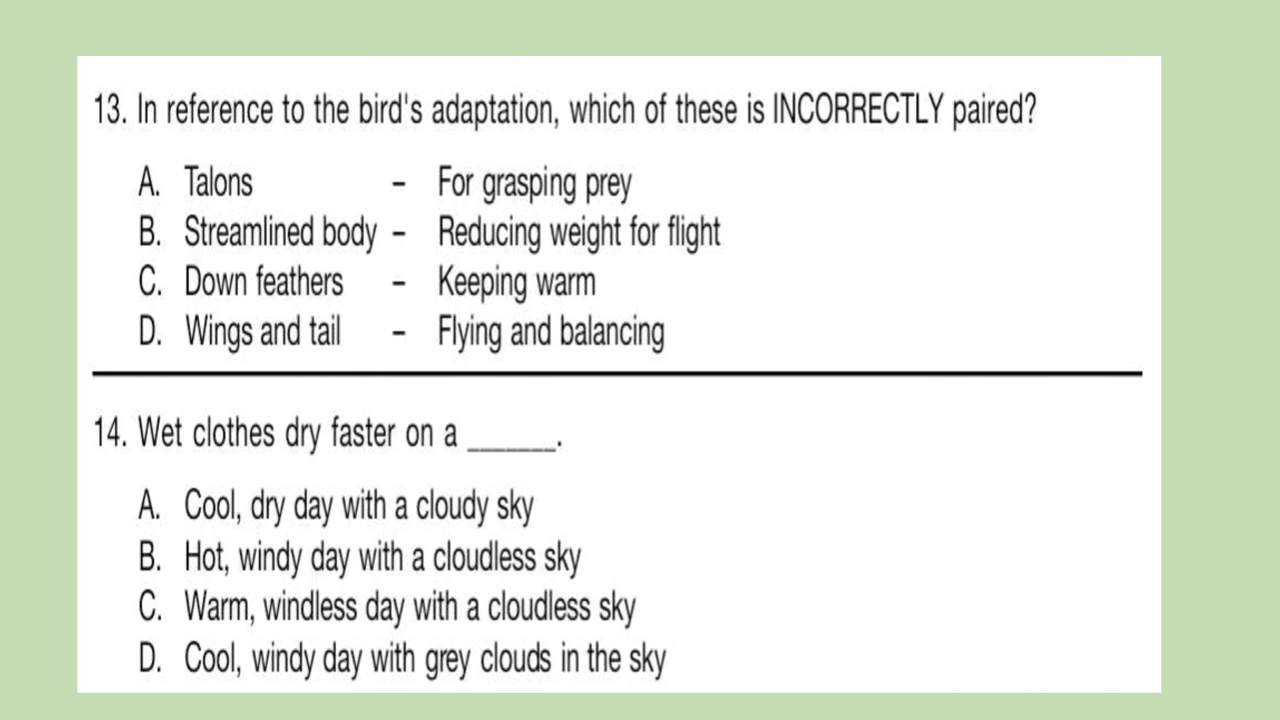 13. In reference to the bird's adaptation, which of these is INCORRECTLY paired?
A. Talons – For grasping prey
B. Streamlined body – Reducing weight for flight
C. Down feathers – Keeping warm
D. Wings and tail – Flying and balancing
14. Wet clothes dry faster on a ______.
A. Cool, dry day with a cloudy sky
B. Hot, windy day with a cloudless sky
C. Warm, windless day with a cloudless sky
D. Cool, windy day with grey clouds in the sky